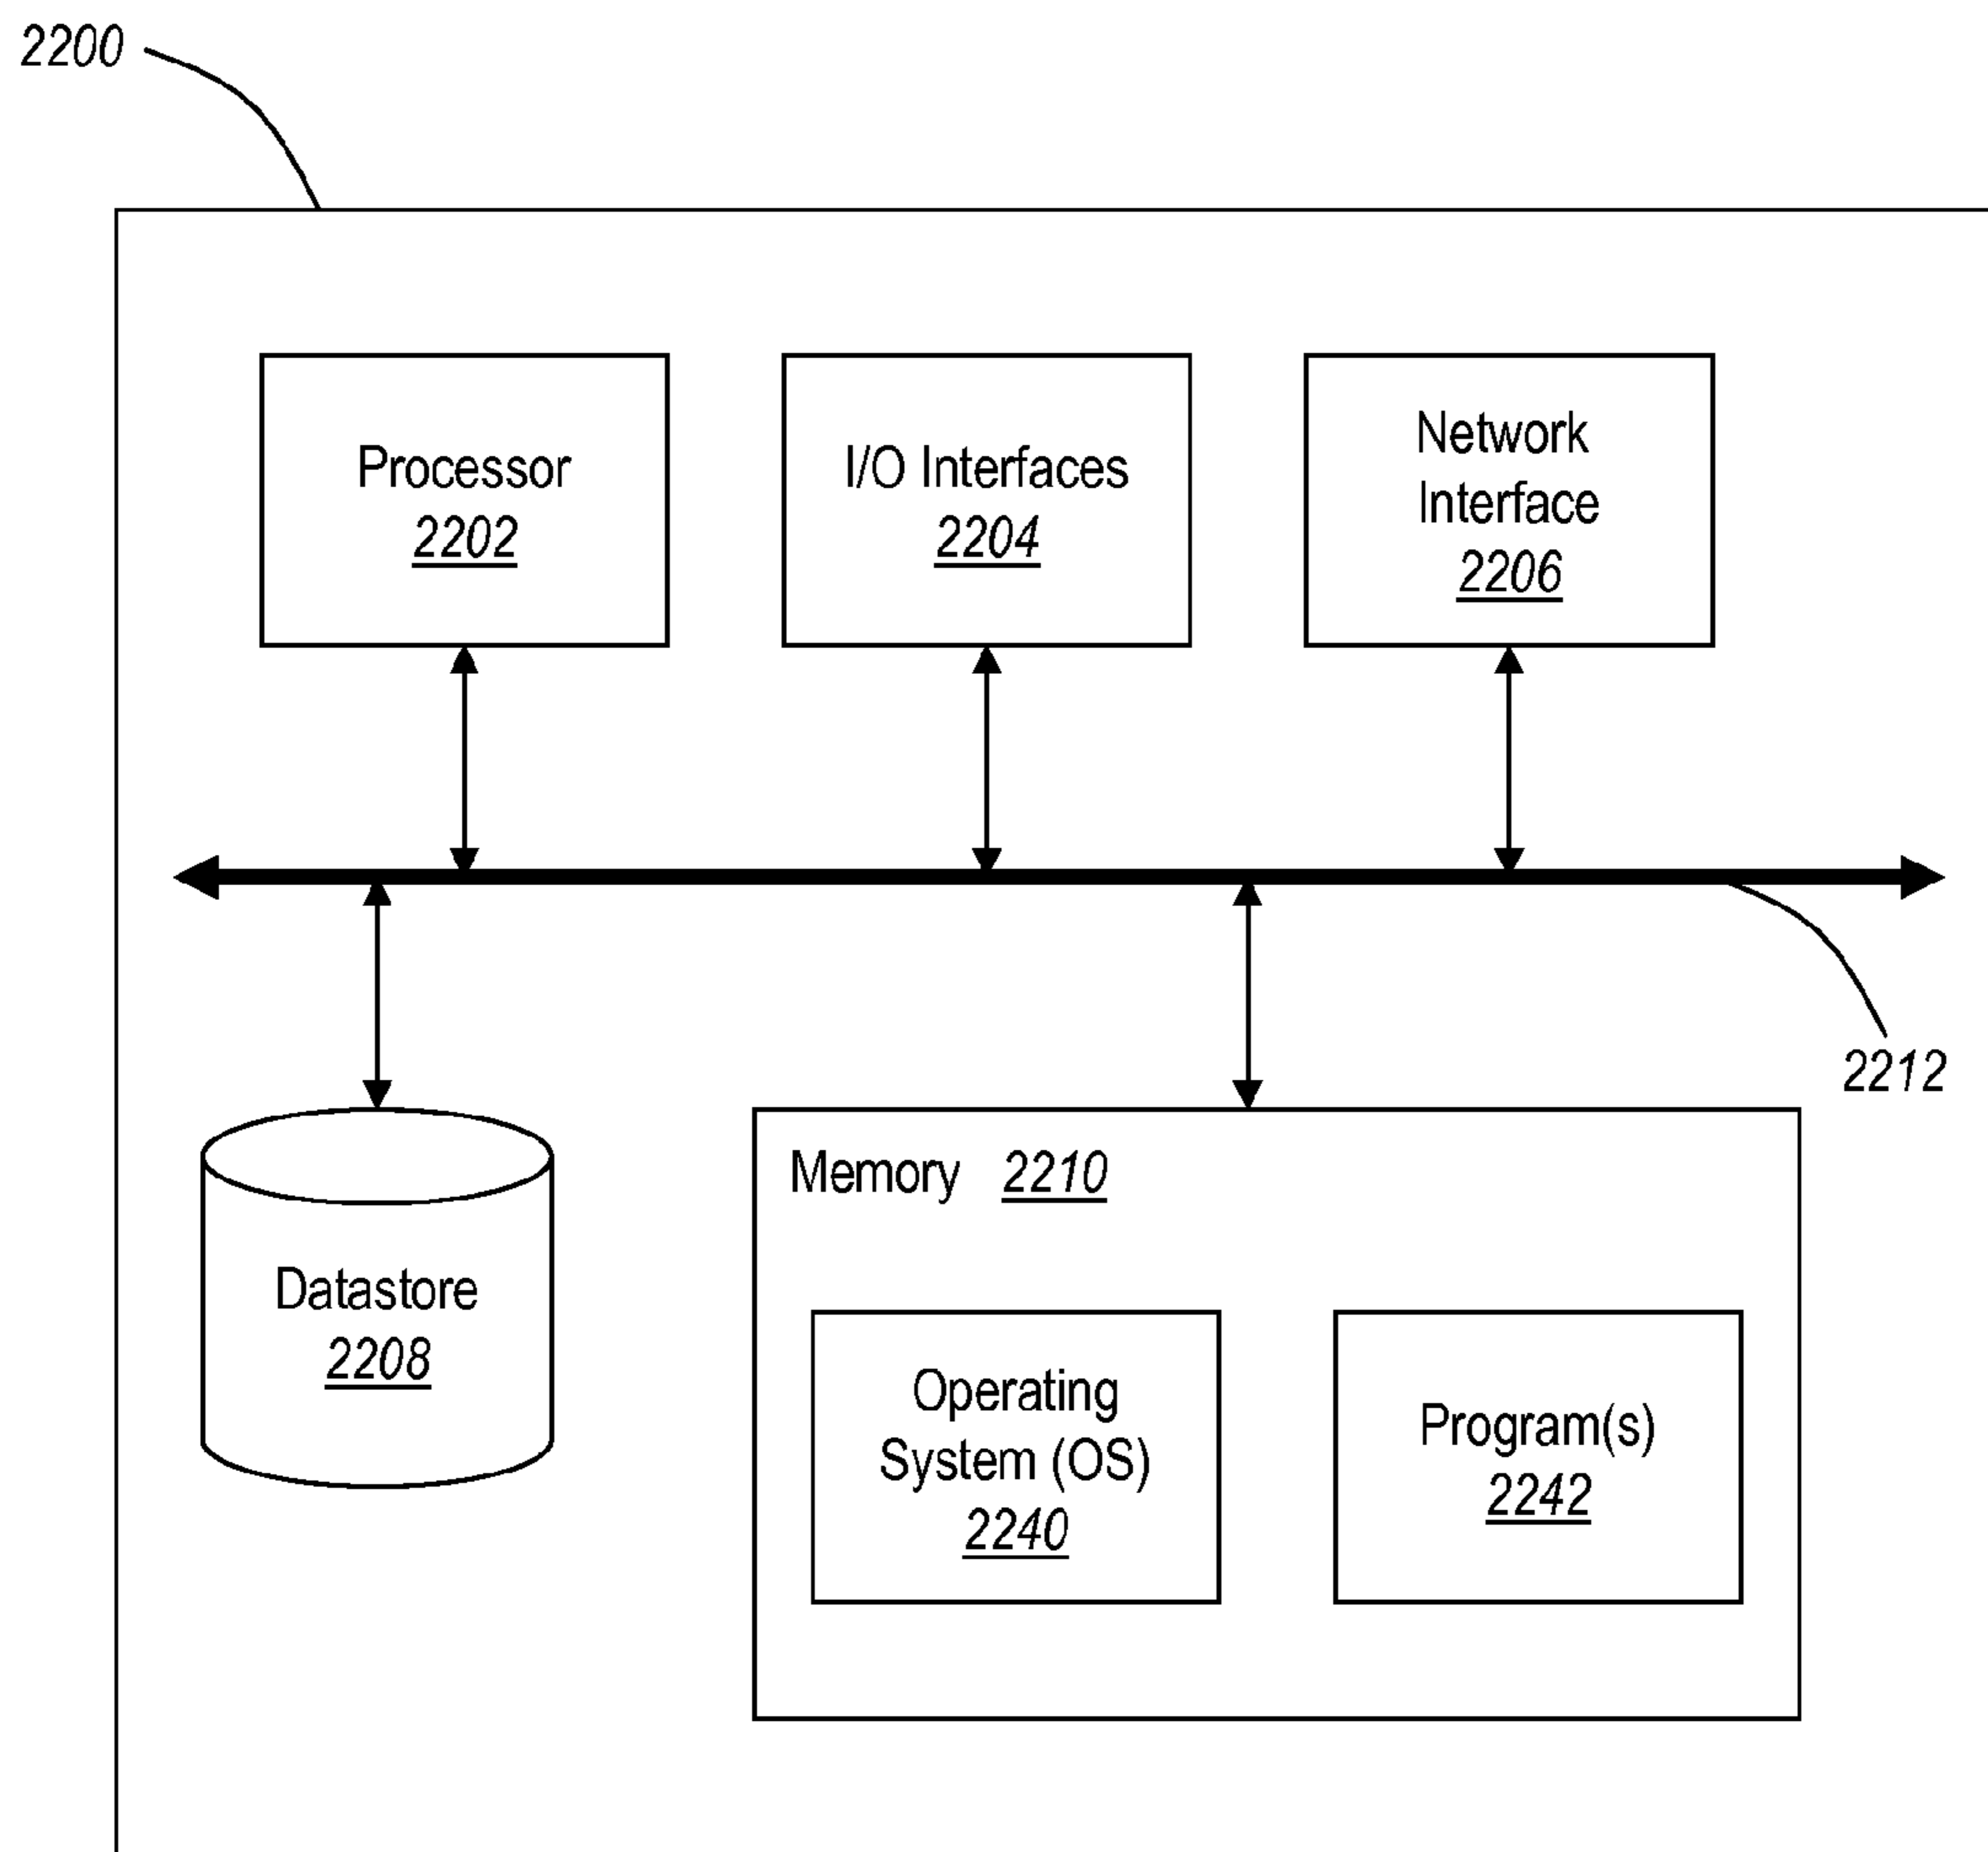 2200
Processor
2202
I/O Interfaces
2204
Network
Interface
2206
2212
Datastore
2208
Memory 2210
Operating
System (OS)
2240
Program(s)
2242